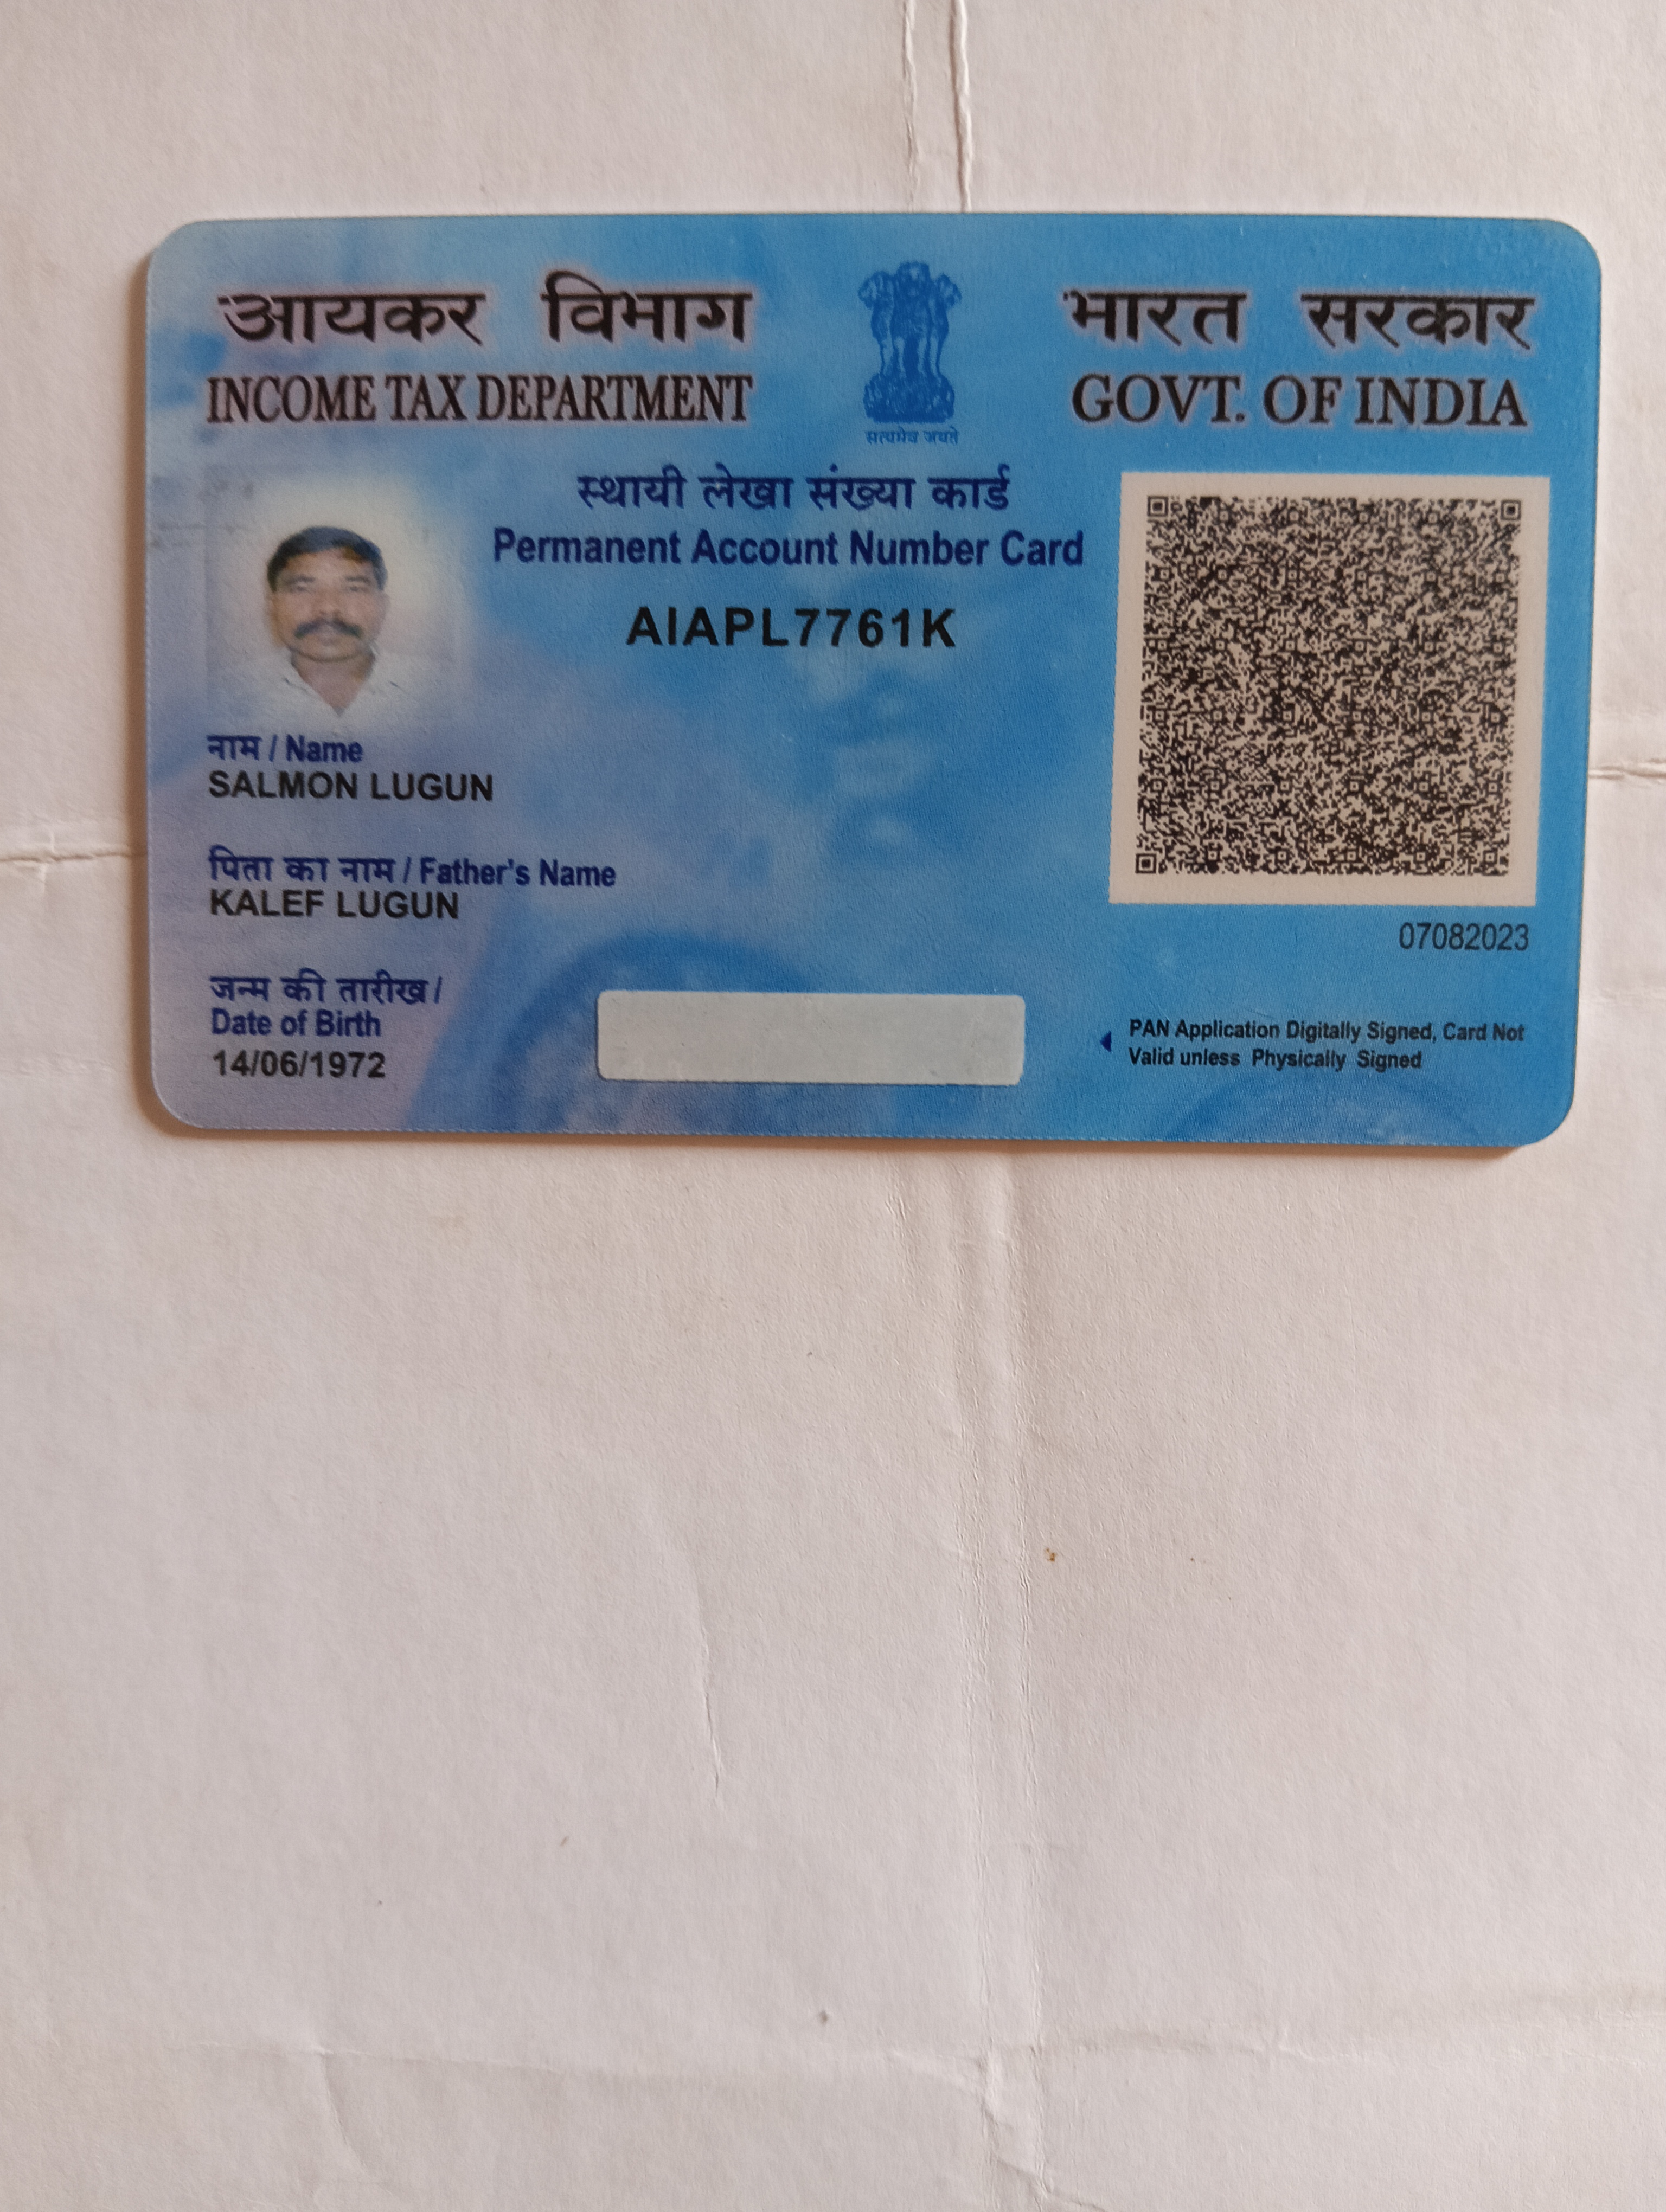 आयकर विभाग
INCOME TAX DEPARTMENT
सत्यमेव जयते
भारत सरकार
GOVT. OF INDIA
स्थायी लेखा संख्या कार्ड
Permanent Account Number Card
AIAPL7761K
नाम / Name
SALMON LUGUN
पिता का नाम / Father's Name
KALEF LUGUN
जन्म की तारीख /
Date of Birth
14/06/1972
07082023
PAN Application Digitally Signed, Card Not
Valid unless Physically Signed